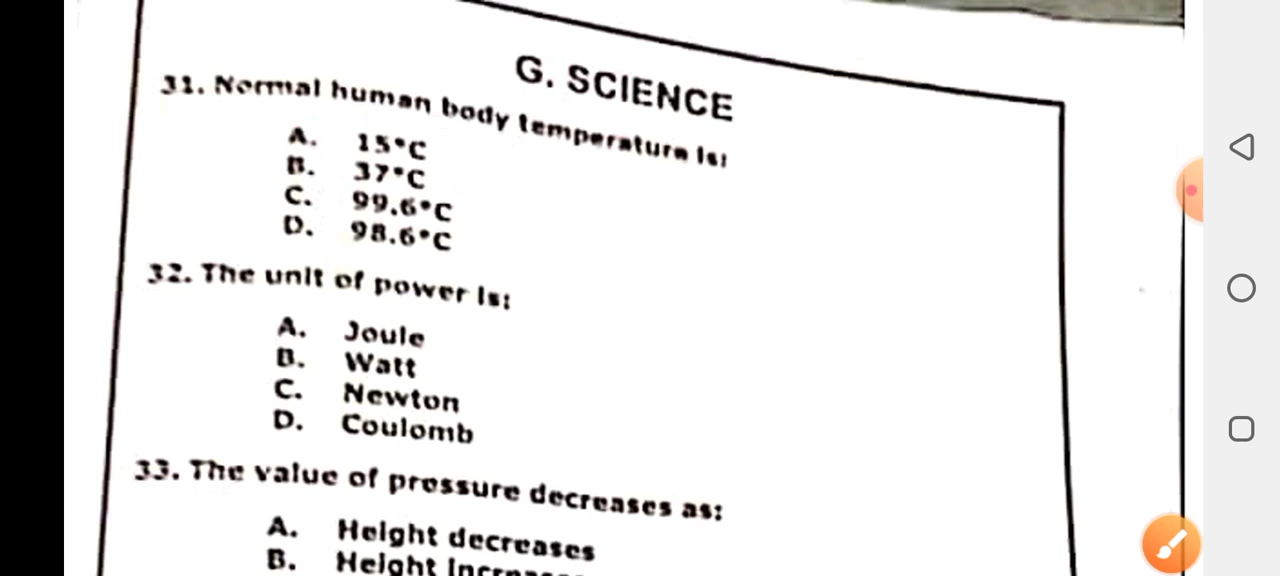 G. SCIENCE
31. Normal human body temperature is:
A. 15°C
B. 37°C
C. 99.6°C
D. 98.6°C
32. The unit of power is:
A. Joule
B. Watt
C. Newton
D. Coulomb
33. The value of pressure decreases as:
A. Height decreases
B. Height